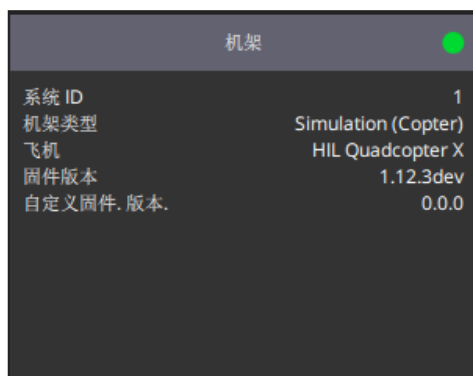 机架
系统 ID 1
机架类型 Simulation (Copter)
飞机 HIL Quadcopter X
固件版本 1.12.3dev
自定义固件. 版本. 0.0.0